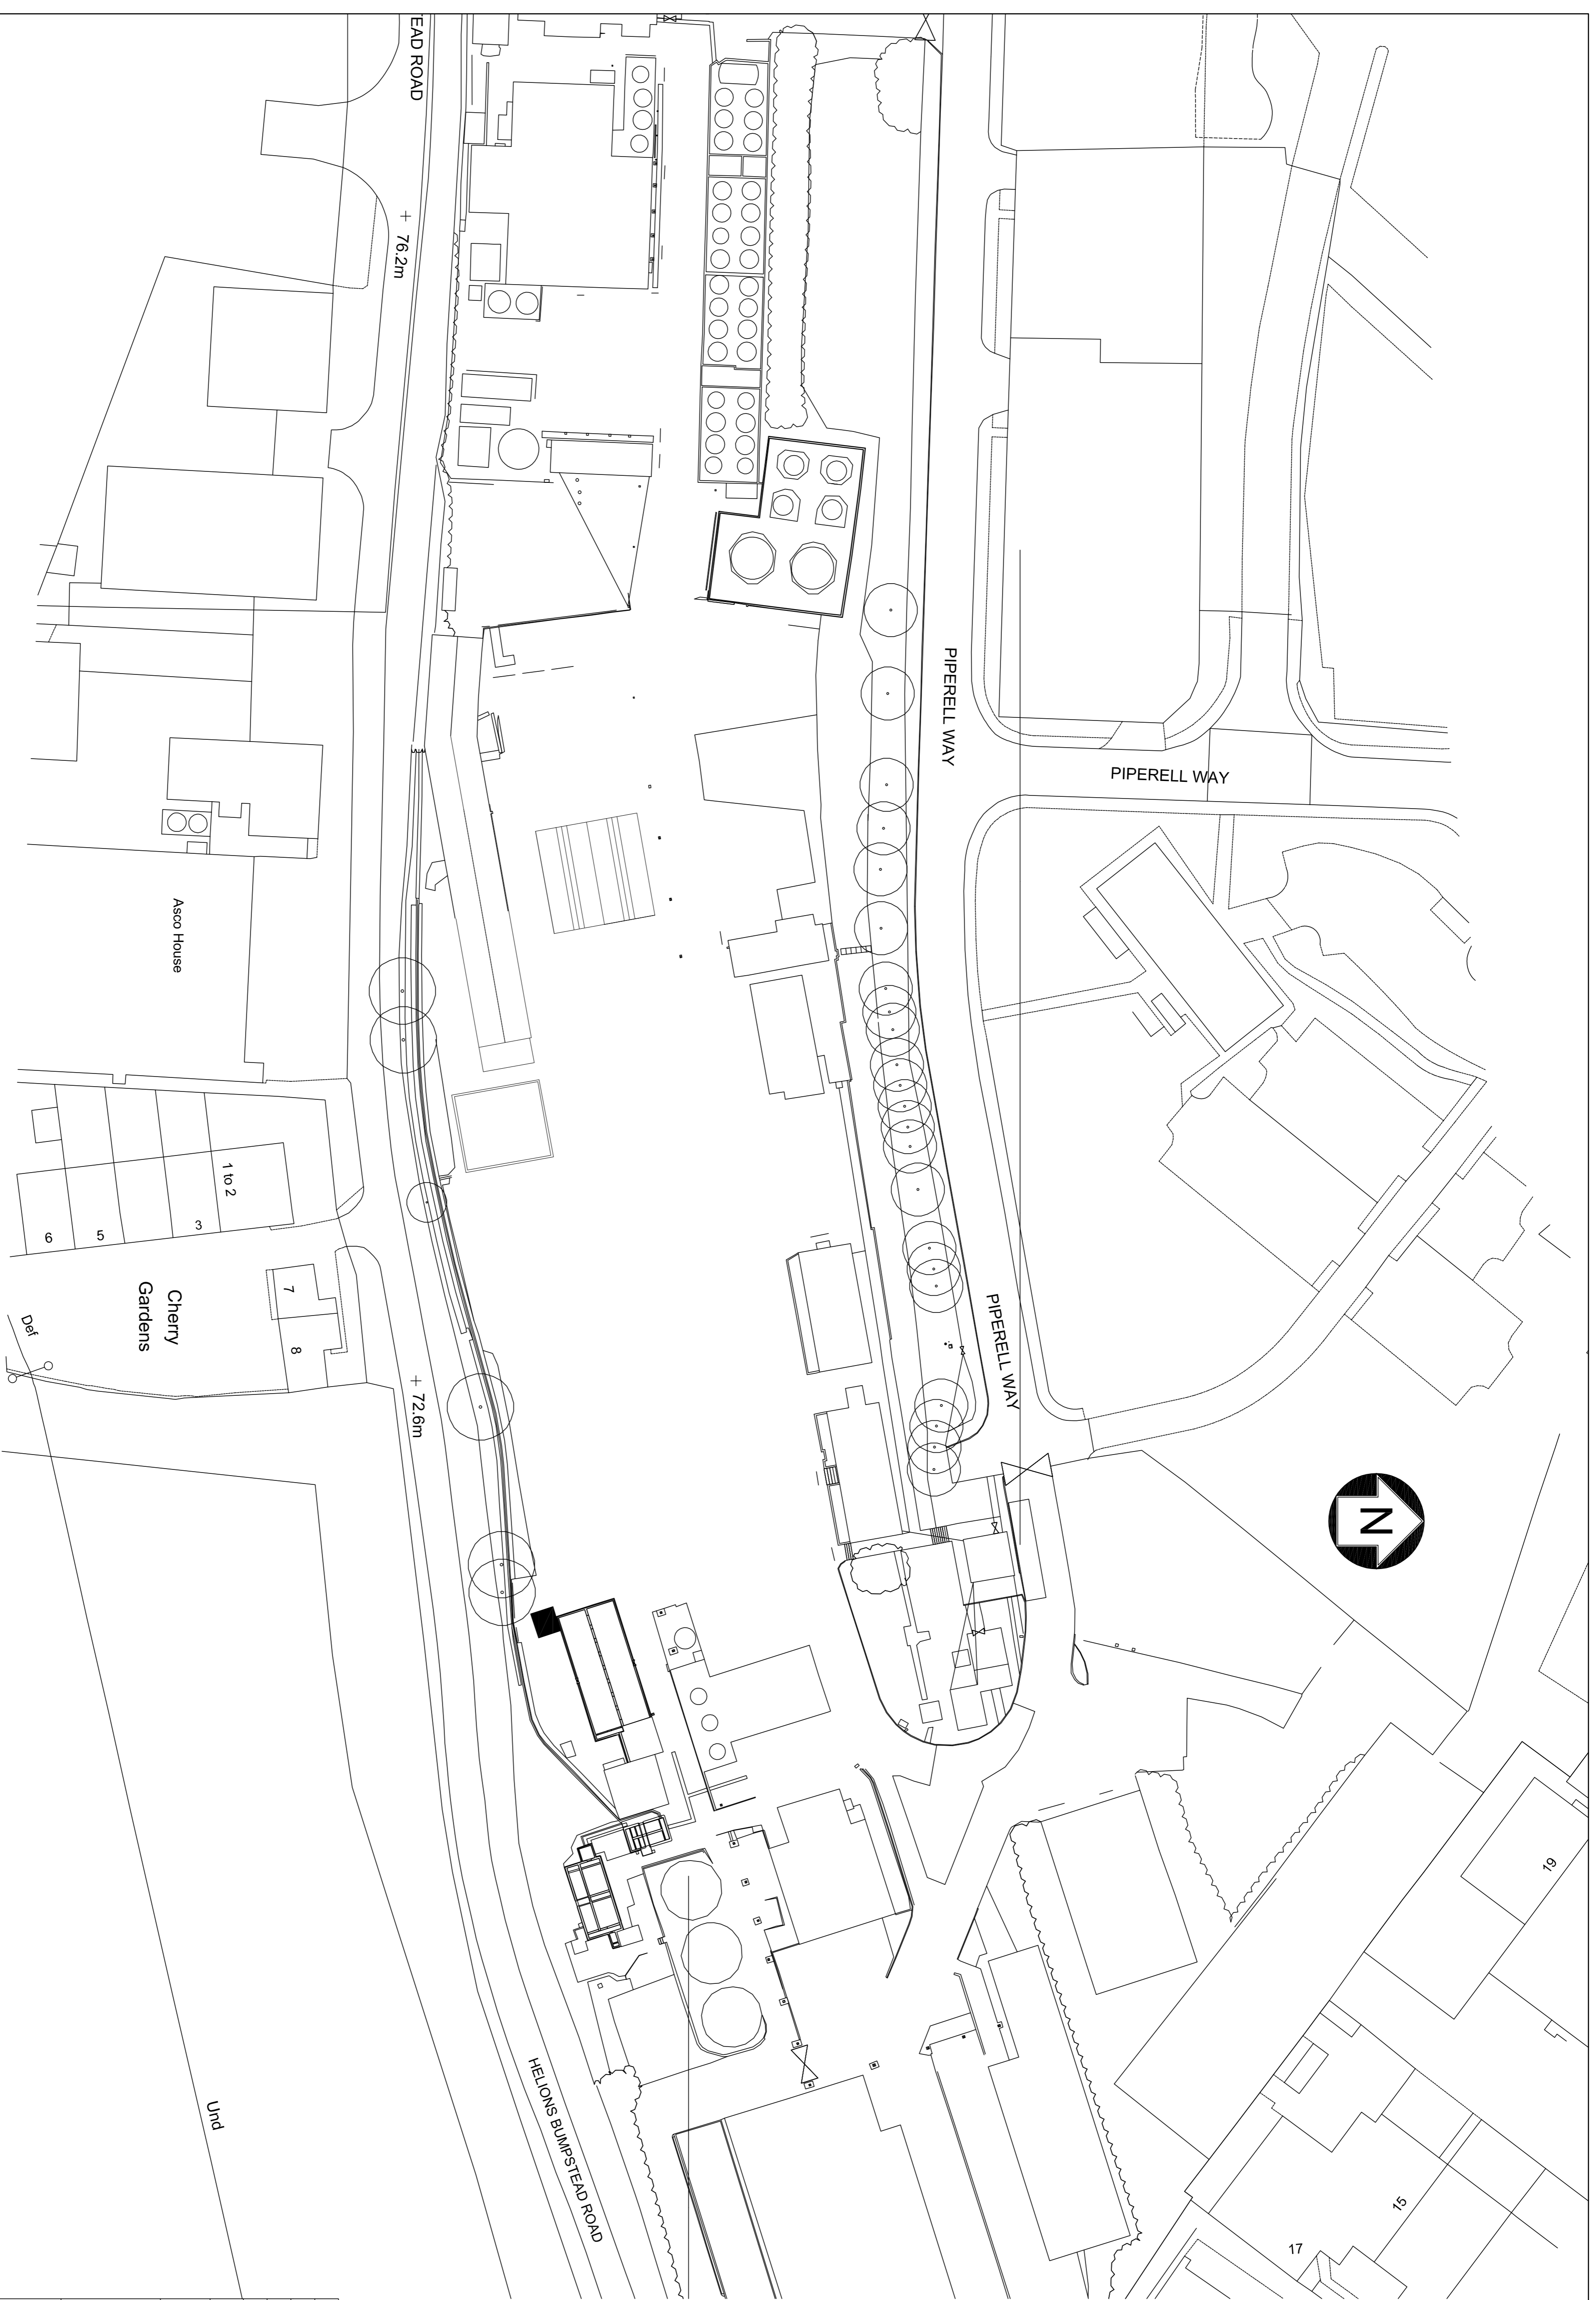 TEAD ROAD
+ 76.2m
PIPERELL WAY
PIPERELL WAY
Asco House
1 to 2
3
5
6
7
8
Cherry
Gardens
Def
+ 72.6m
PIPERELL WAY
N
19
HELIONS BUMPSTEAD ROAD
Und
15
17